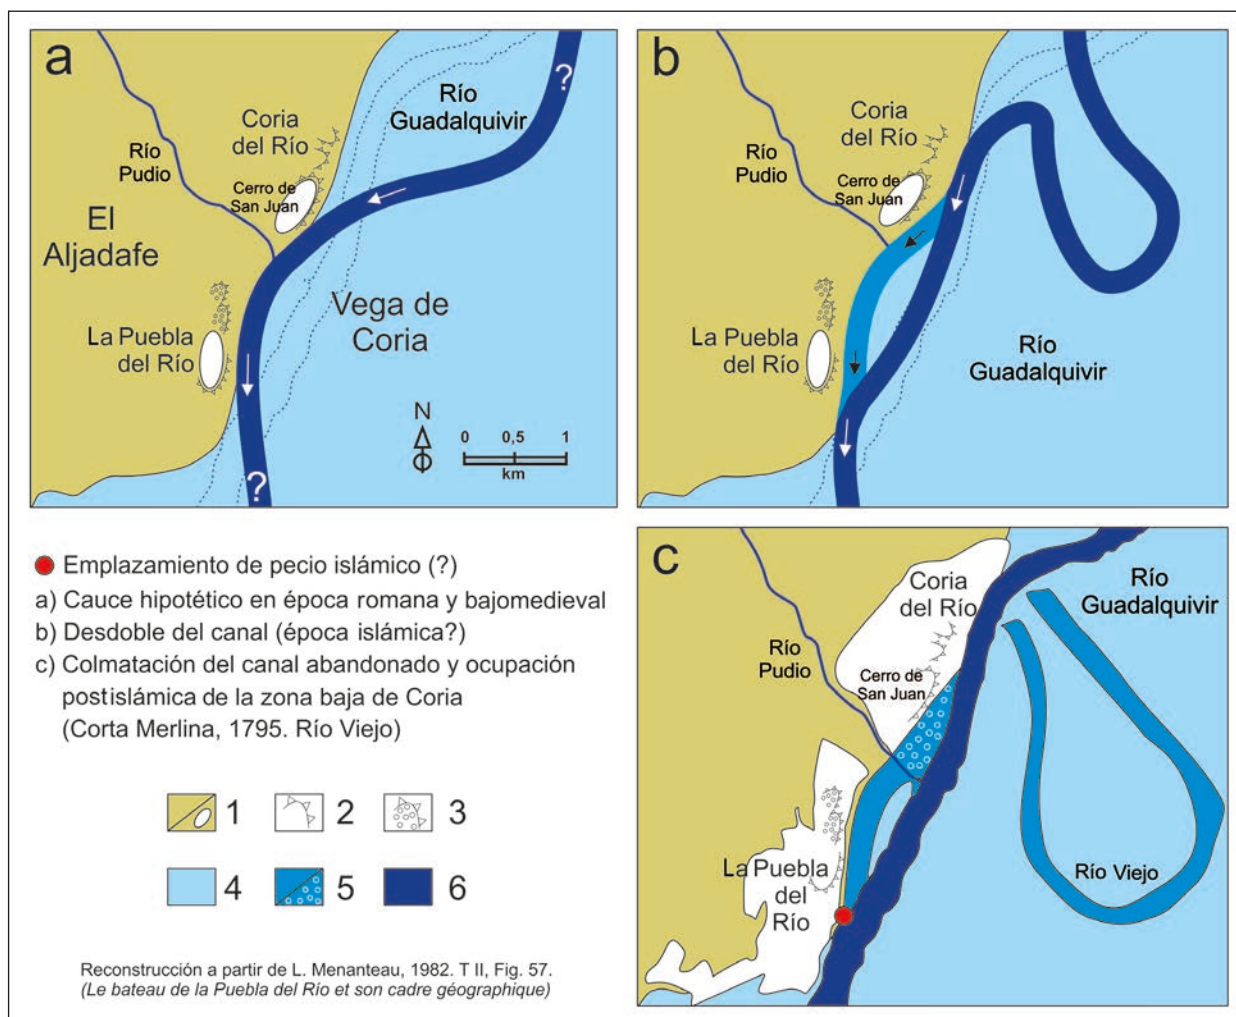 a
Río
Guadalquivir
?
Coria
del Río
Río
Pudio
Cerro de
San Juan
El
Aljadafe
Vega de
Coria
La Puebla
del Río
N
0 0,5 1
km
?
b
Coria
del Río
Río
Pudio
Cerro de
San Juan
La Puebla
del Río
Río
Guadalquivir
Emplazamiento de pecio islámico (?)
a) Cauce hipotético en época romana y bajomedieval
b) Desdoble del canal (época islámica?)
c) Colmatación del canal abandonado y ocupación
postislámica de la zona baja de Coria
(Corta Merlina, 1795. Río Viejo)
1 2 3
4 5 6
Reconstrucción a partir de L. Menanteau, 1982. T II, Fig. 57.
(Le bateau de la Puebla del Río et son cadre géographique)
c
Coria
del Río
Río
Guadalquivir
Río
Pudio
Cerro de
San Juan
La Puebla
del
Río
Río Viejo